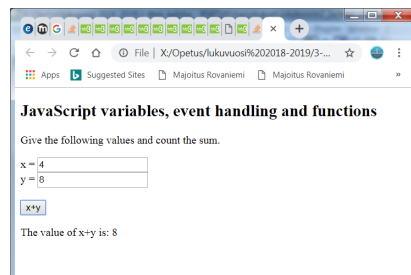 File | X:/Opetus/lukuvuosi%202018-2019/3-...
Apps Suggested Sites Majoitus Rovaniemi Majoitus Rovaniemi »
JavaScript variables, event handling and functions
Give the following values and count the sum.
x = 4
y = 8
x+y
The value of x+y is: 8